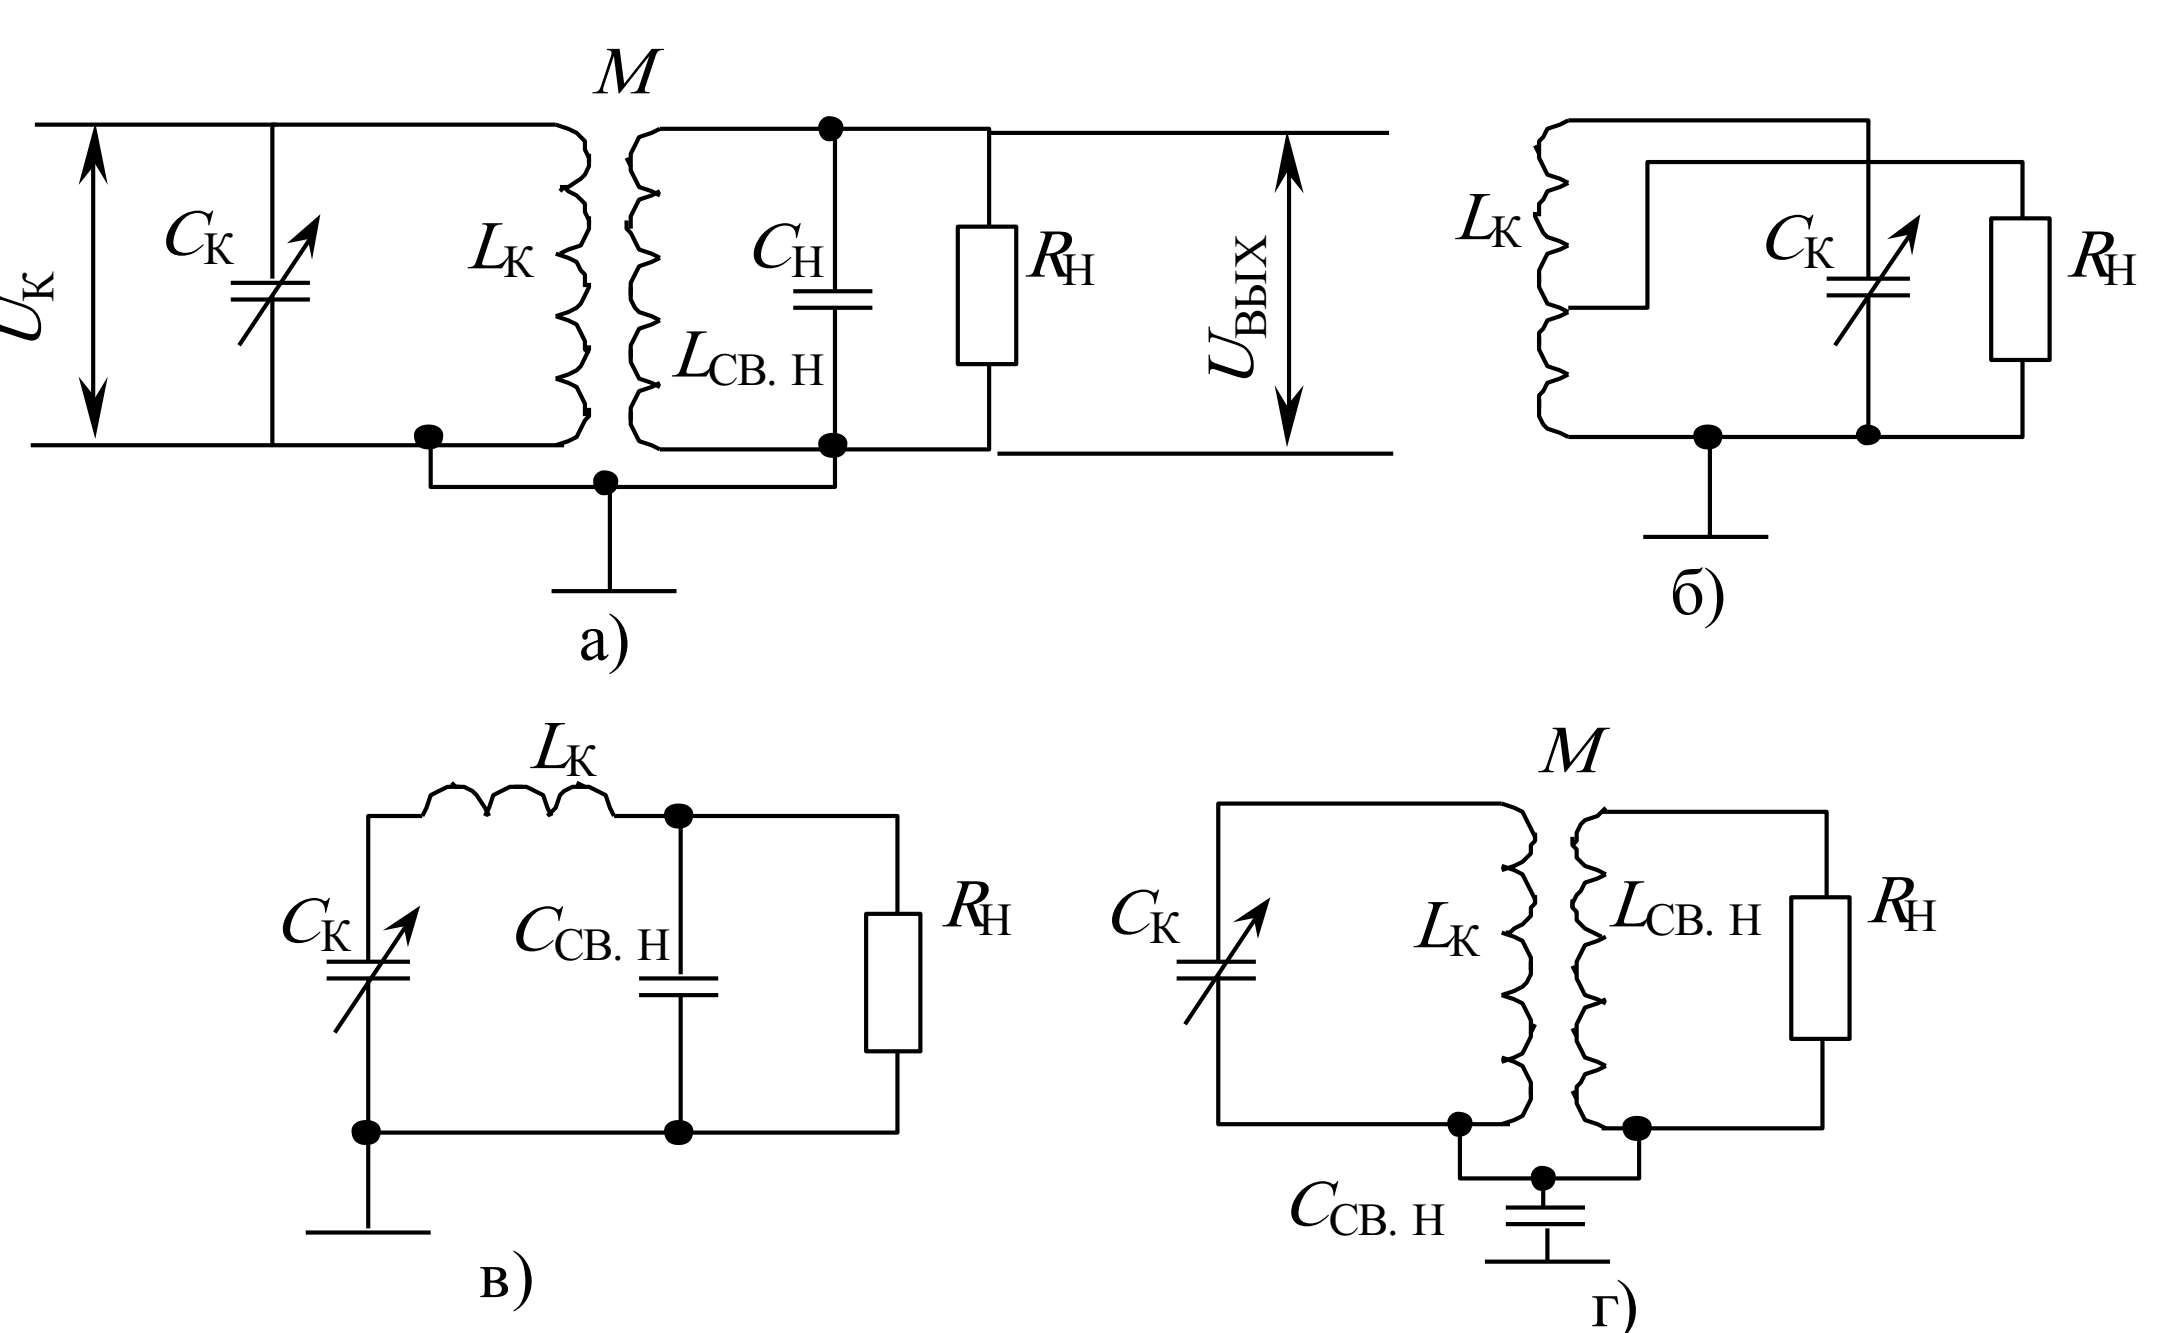 M
Uк
Cк
Lк
Lсв. н
Cн
Rн
Uвых
а)
Lк
Cк
Rн
б)
Lк
Cк
Cсв. н
Rн
в)
M
Cк
Lк
Lсв. н
Rн
Cсв. н
г)